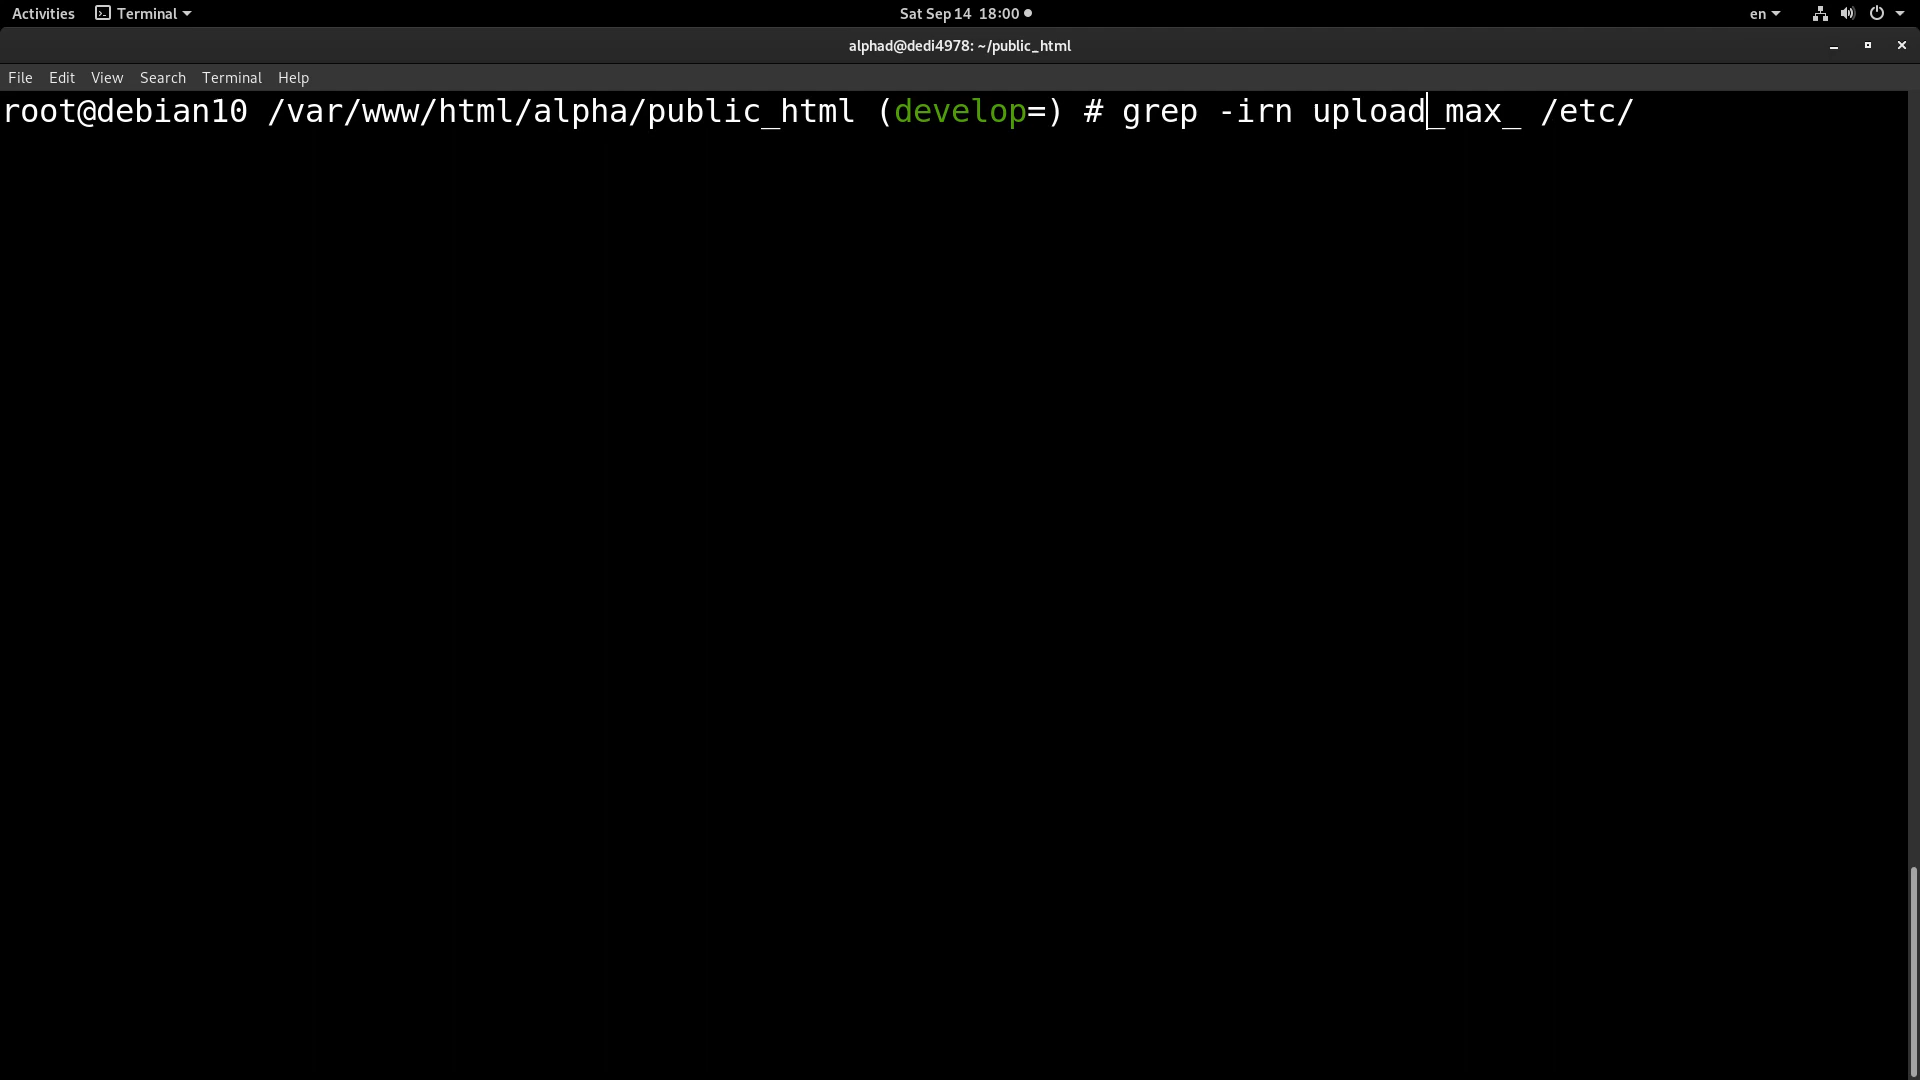 Activities Terminal Sat Sep 14 18:00 en
alphad@dedi4978: ~/public_html
File Edit View Search Terminal Help
root@debian10 /var/www/html/alpha/public_html (develop=) # grep -irn upload_max_ /etc/